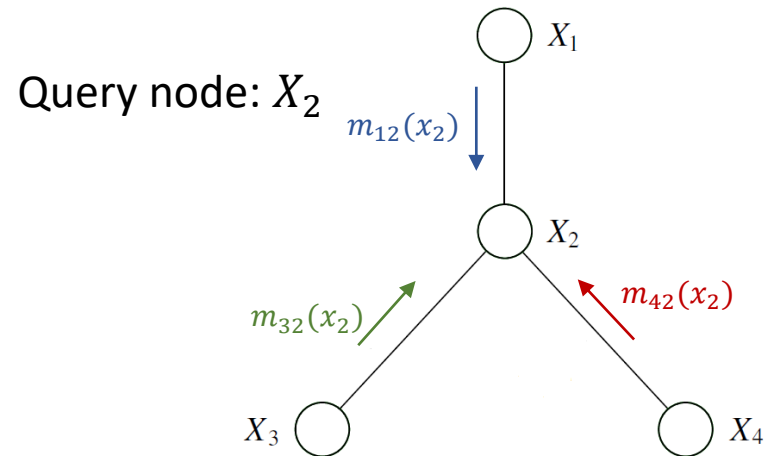 X₁
Query node: X₂
m₁₂(x₂)
X₂
m₃₂(x₂)
m₄₂(x₂)
X₃
X₄